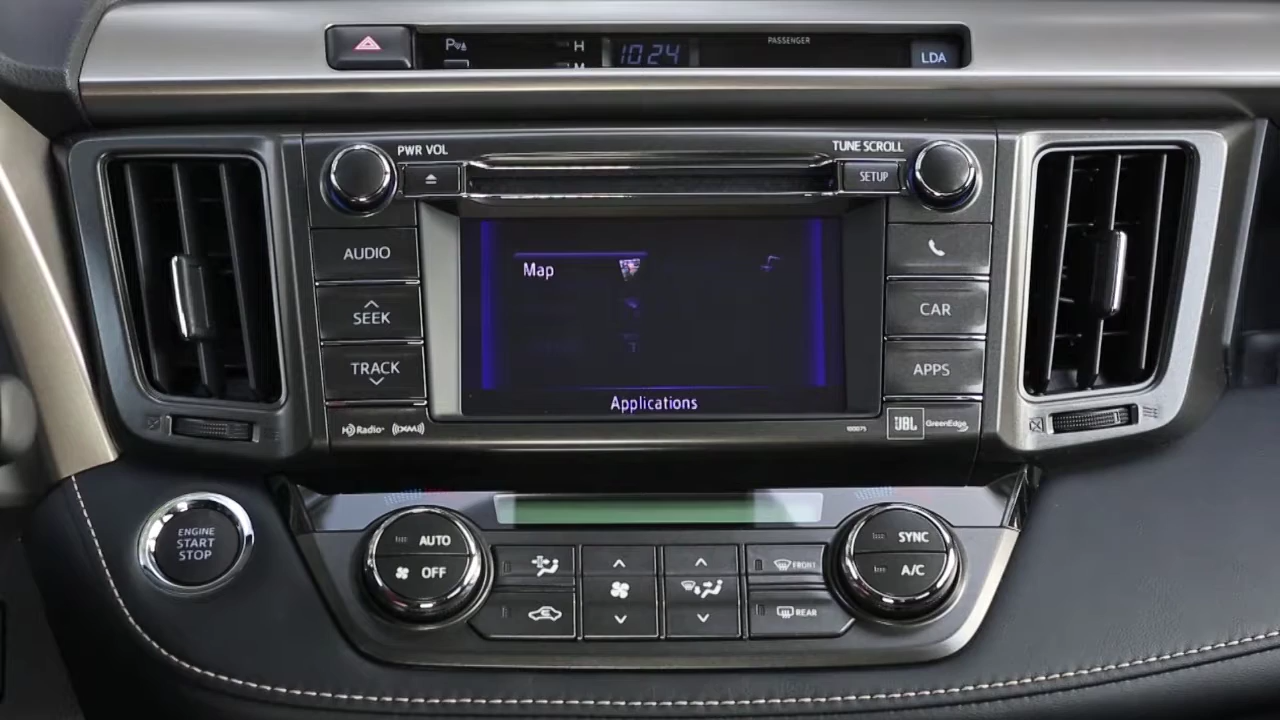 P
H
M
10:24
PASSENGER
LDA
PWR VOL
TUNE SCROLL
SETUP
AUDIO
SEEK
TRACK
Map
Applications
CAR
APPS
HD Radio
((XM))
JBL
GreenEdge
ENGINE
START
STOP
AUTO
OFF
FRONT
REAR
SYNC
A/C